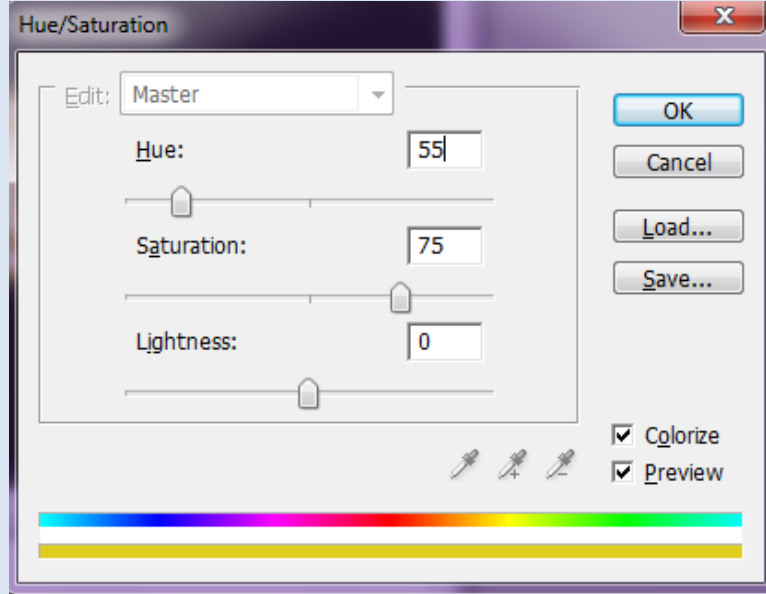 Hue/Saturation
Edit: Master
OK
Hue: 55
Cancel
Load...
Saturation: 75
Save...
Lightness: 0
Colorize
Preview